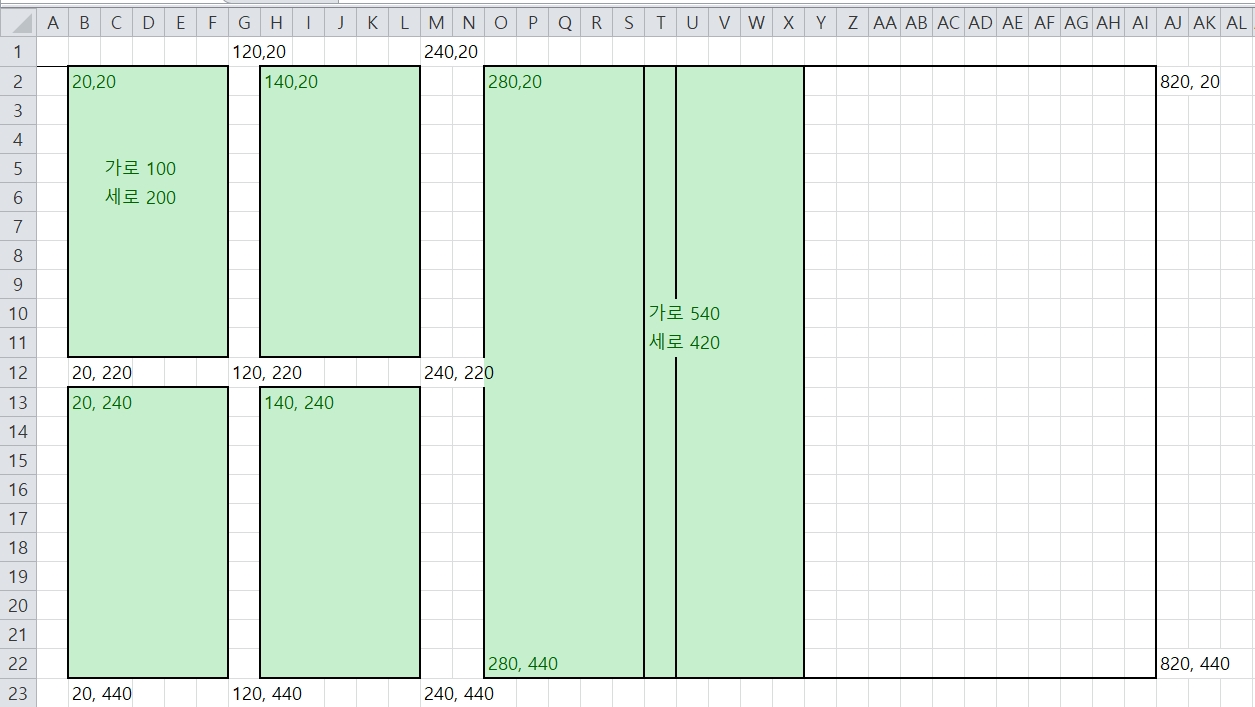 A B C D E F G H I J K L M N O P Q R S T U V W X Y Z AA AB AC AD AE AF AG AH AI AJ AK AL
1 120,20 240,20
2 20,20 140,20 280,20 820, 20
3
4
5 가로 100
6 세로 200
7
8
9
10 가로 540
11 세로 420
12 20, 220 120, 220 240, 220
13 20, 240 140, 240
14
15
16
17
18
19
20
21
22 280, 440 820, 440
23 20, 440 120, 440 240, 440